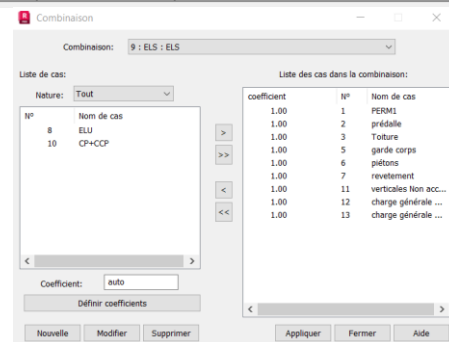 Combinaison
Combinaison: 9 : ELS : ELS
Liste de cas: Liste des cas dans la combinaison:
Nature: Tout
N° Nom de cas
8 ELU
10 CP+CCP
coefficient N° Nom de cas
1.00 1 PERM1
1.00 2 prédalle
1.00 3 Toiture
1.00 5 garde corps
1.00 6 piétons
1.00 7 revetement
1.00 11 verticales Non acc...
1.00 12 charge générale ...
1.00 13 charge générale ...
>
>>
<
<<
Coefficient: auto
Définir coefficients
Nouvelle Modifier Supprimer Appliquer Fermer Aide